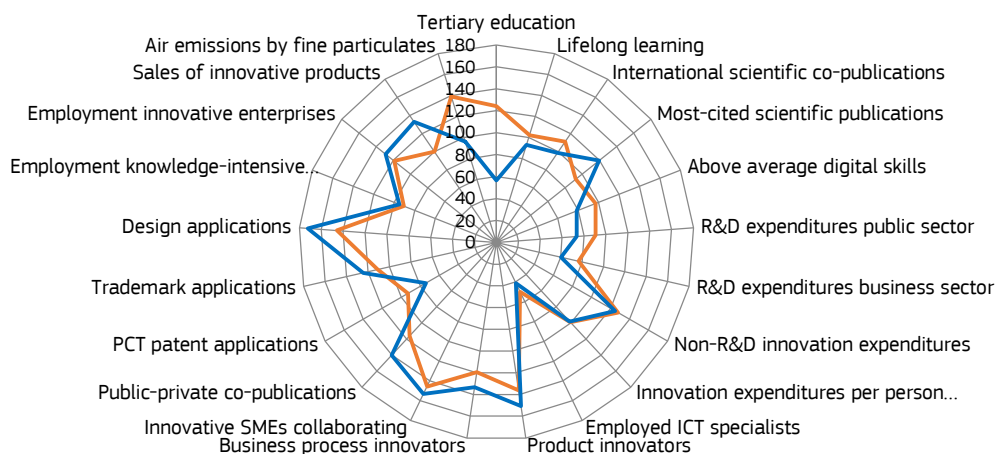 Tertiary education
Air emissions by fine particulates
180
Lifelong learning
160
Sales of innovative products
International scientific co-publications
140
120
Employment innovative enterprises
Most-cited scientific publications
100
80
Employment knowledge-intensive...
Above average digital skills
60
40
Design applications
20
R&D expenditures public sector
0
Trademark applications
R&D expenditures business sector
PCT patent applications
Non-R&D innovation expenditures
Public-private co-publications
Innovation expenditures per person...
Innovative SMEs collaborating
Employed ICT specialists
Business process innovators
Product innovators